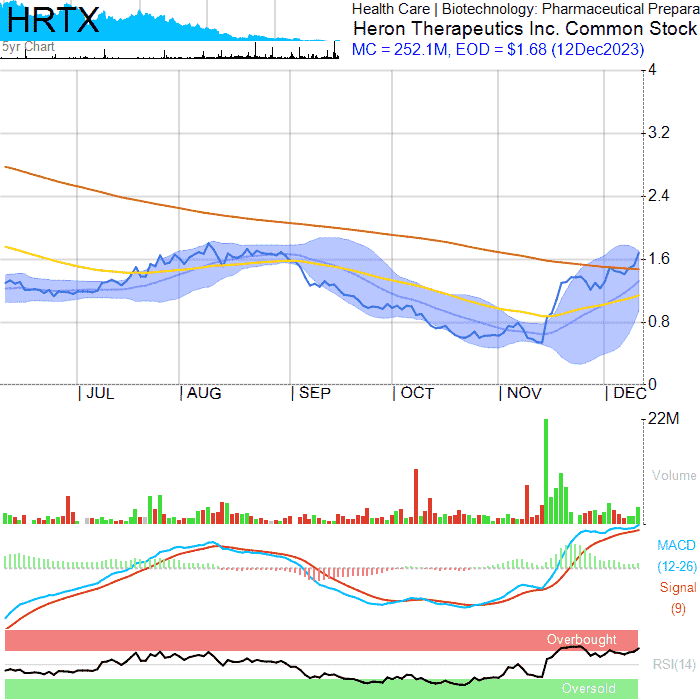 HRTX
5yr Chart
Health Care | Biotechnology: Pharmaceutical Prepara
Heron Therapeutics Inc. Common Stock
MC = 252.1M, EOD = $1.68 (12Dec2023)
4
3.2
2.4
1.6
0.8
0
| JUL
| AUG
| SEP
| OCT
| NOV
| DEC
22M
Volume
MACD
(12-26)
Signal
(9)
Overbought
RSI(14)
Oversold